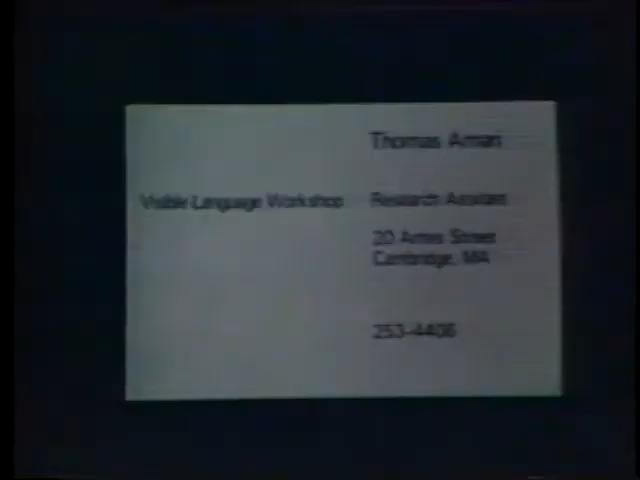 Thomas Amari
Visible Language Workshop
Research Assistant
20 Ames Street
Cambridge, MA
253-4406